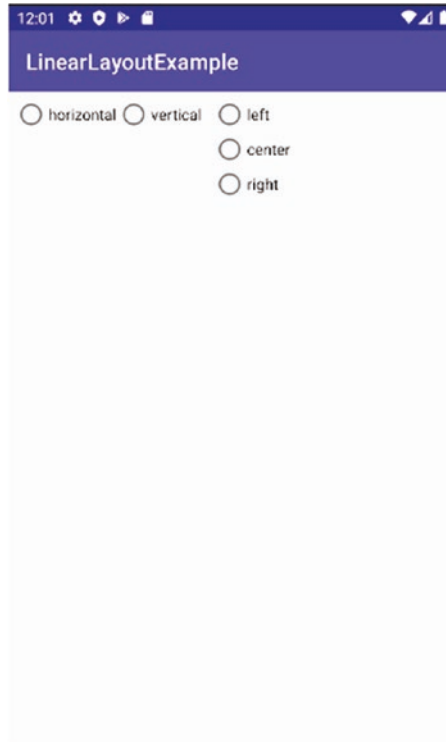 12:01
LinearLayoutExample
horizontal vertical left
center
right